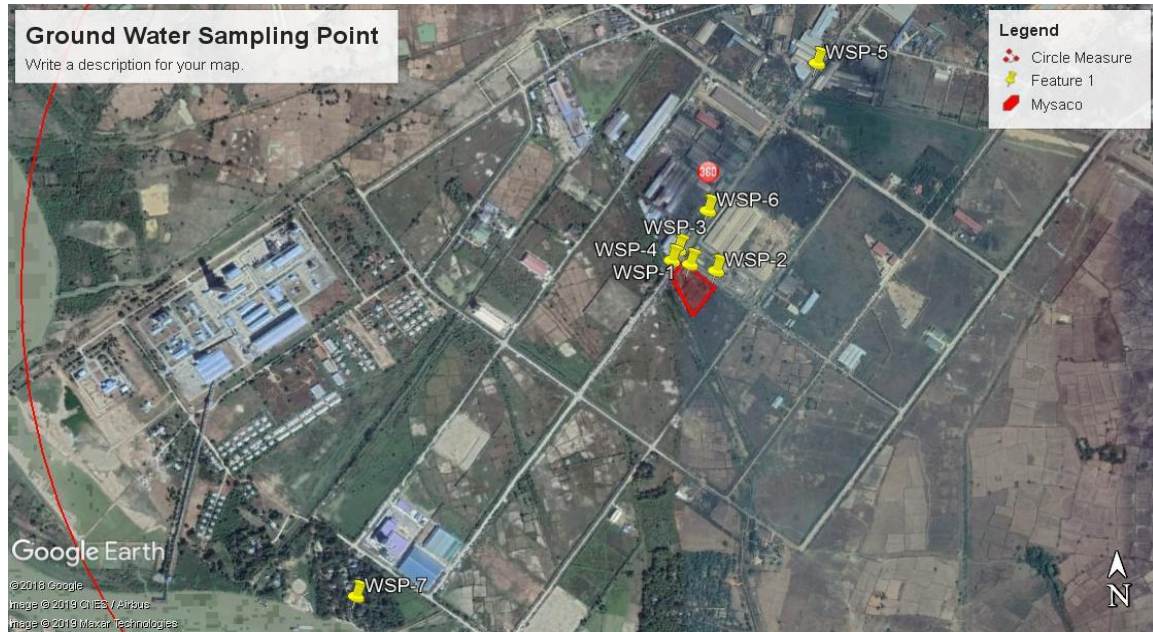 Ground Water Sampling Point
Write a description for your map.
Legend
Circle Measure
Feature 1
Mysaco
WSP-5
360
WSP-6
WSP-3
WSP-4
WSP-1
WSP-2
WSP-7
Google Earth
© 2018 Google
Image © 2019 CNES / Airbus
Image © 2019 Maxar Technologies
N